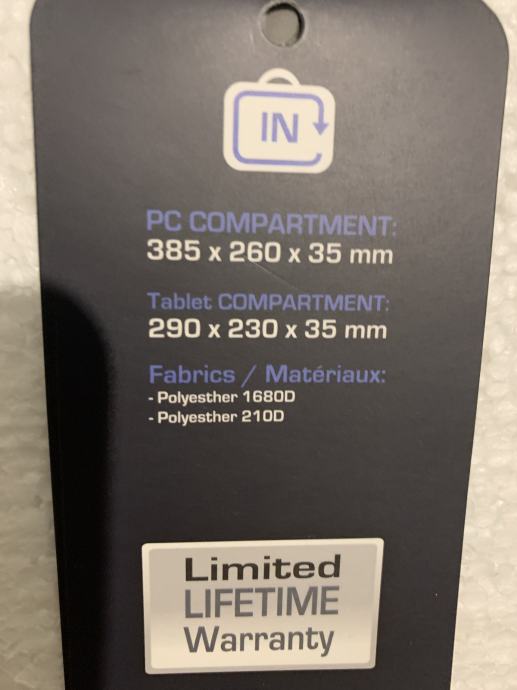 IN
PC COMPARTMENT:
385 x 260 x 35 mm
Tablet COMPARTMENT:
290 x 230 x 35 mm
Fabrics / Matériaux:
- Polyesther 1680D
- Polyesther 210D
Limited
LIFETIME
Warranty